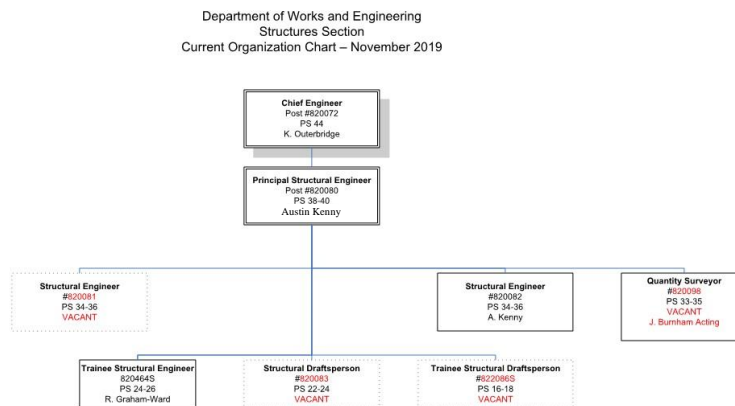 Department of Works and Engineering
Structures Section
Current Organization Chart – November 2019
Chief Engineer
Post #820072
PS 44
K. Outerbridge
Principal Structural Engineer
Post #820080
PS 38-40
Austin Kenny
Structural Engineer
#820081
PS 34-36
VACANT
Structural Engineer
#820082
PS 34-36
A. Kenny
Quantity Surveyor
#820098
PS 33-35
VACANT
J. Burnham Acting
Trainee Structural Engineer
820464S
PS 24-26
R. Graham-Ward
Structural Draftsperson
#820083
PS 22-24
VACANT
Trainee Structural Draftsperson
#822086S
PS 16-18
VACANT